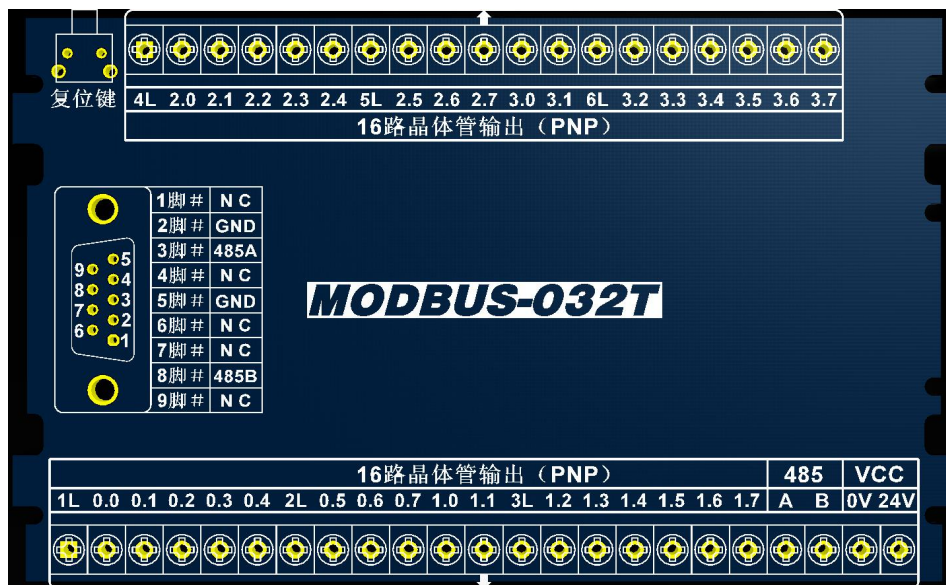 复位键
4L 2.0 2.1 2.2 2.3 2.4 5L 2.5 2.6 2.7 3.0 3.1 6L 3.2 3.3 3.4 3.5 3.6 3.7
16路晶体管输出（PNP）
1脚# N C
2脚# GND
3脚# 485A
4脚# N C
5脚# GND
6脚# N C
7脚# N C
8脚# 485B
9脚# N C
5
9
4
8
3
7
2
6
1
MODBUS-032T
16路晶体管输出（PNP） 485 VCC
1L 0.0 0.1 0.2 0.3 0.4 2L 0.5 0.6 0.7 1.0 1.1 3L 1.2 1.3 1.4 1.5 1.6 1.7 A B 0V 24V